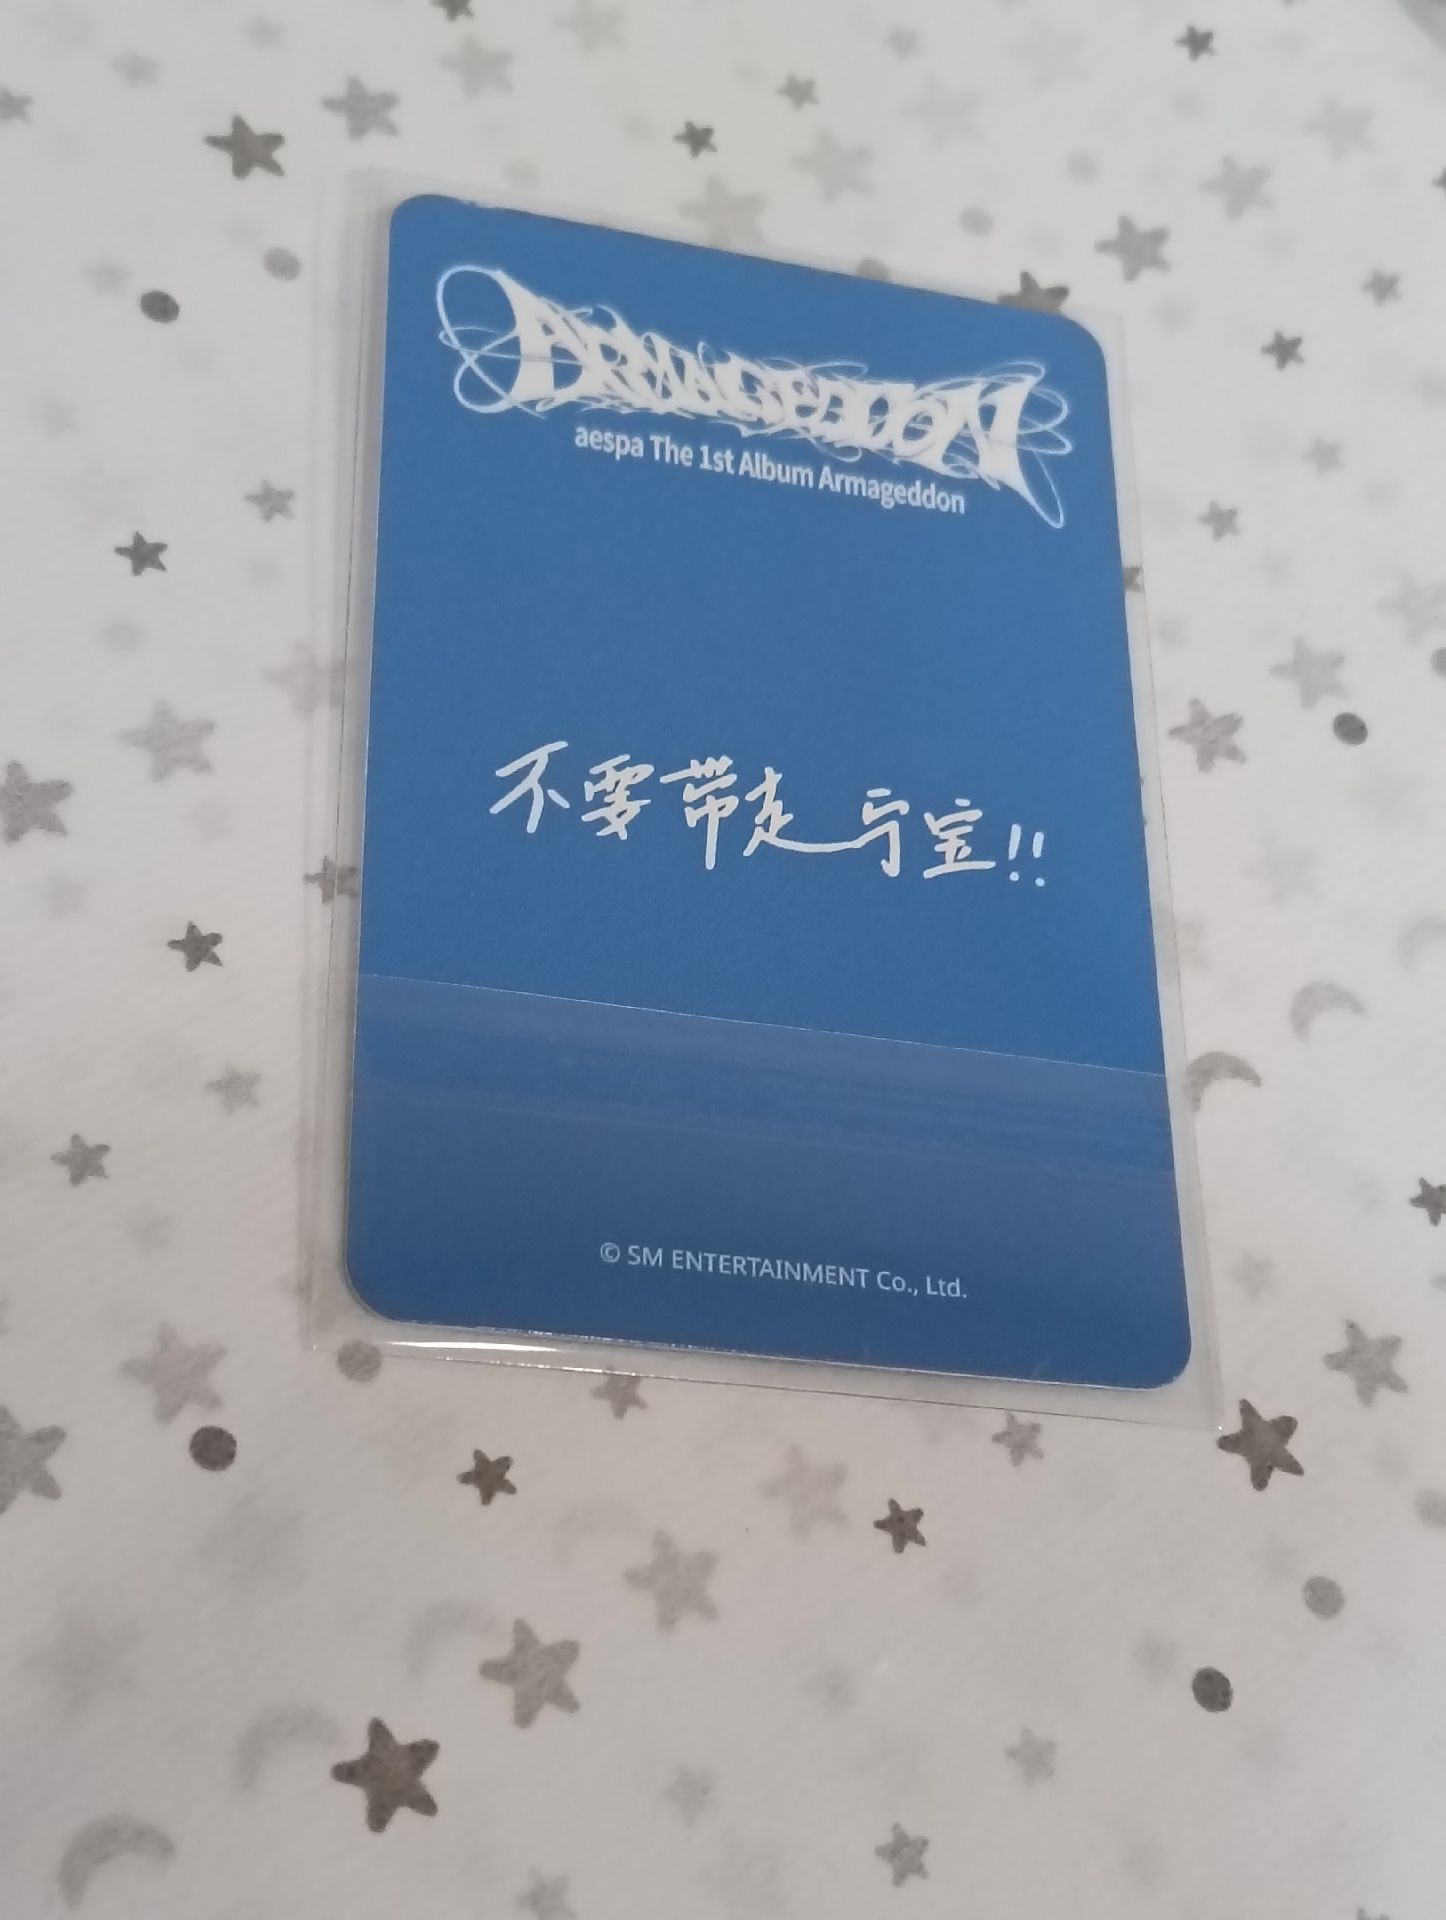 ARMAGEDDON
aespa The 1st Album Armageddon
不要带走宁宝!!
© SM ENTERTAINMENT Co., Ltd.